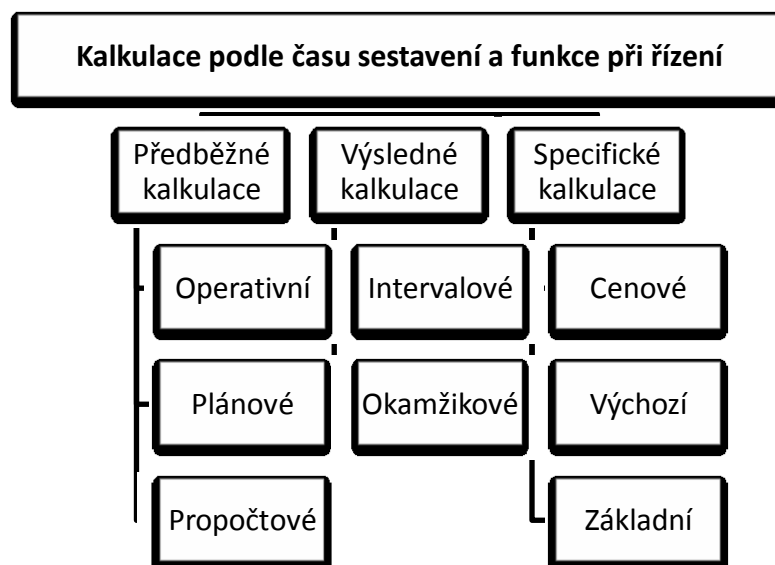 Kalkulace podle času sestavení a funkce při řízení
Předběžné
kalkulace
Výsledné
kalkulace
Specifické
kalkulace
Operativní
Intervalové
Cenové
Plánové
Okamžikové
Výchozí
Propočtové
Základní